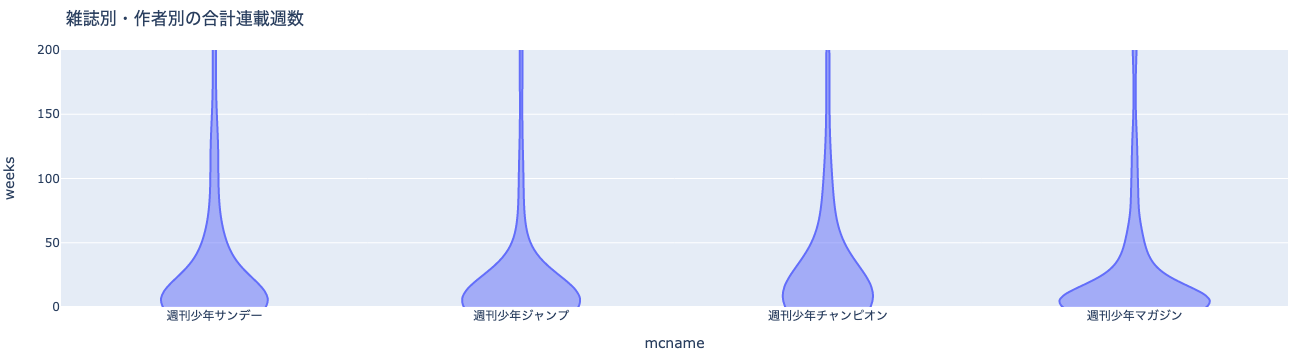 雑誌別・作者別の合計連載週数
200
150
100
50
0
weeks
週刊少年サンデー
週刊少年ジャンプ
週刊少年チャンピオン
週刊少年マガジン
mcname